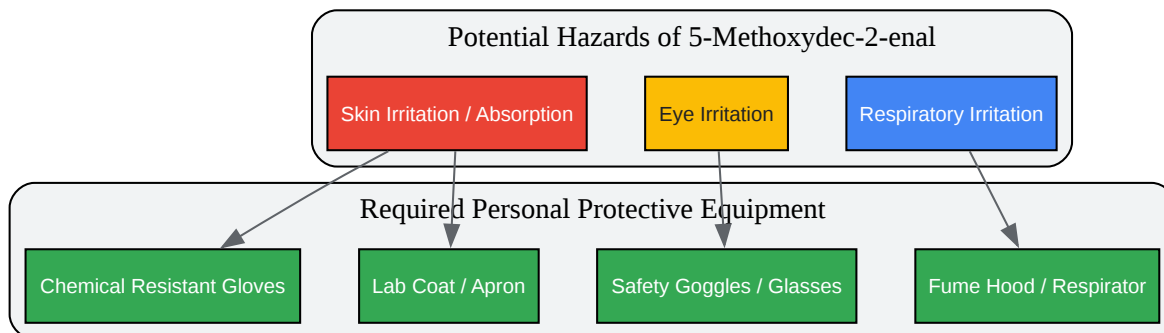 Potential Hazards of 5-Methoxydec-2-enal
Skin Irritation / Absorption
Eye Irritation
Respiratory Irritation
Required Personal Protective Equipment
Chemical Resistant Gloves
Lab Coat / Apron
Safety Goggles / Glasses
Fume Hood / Respirator